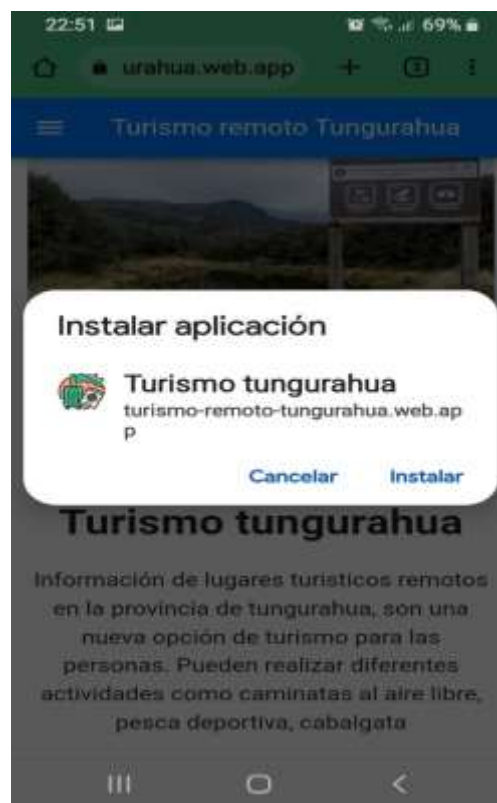 22:51 69%
urahua.web.app
Turismo remoto Tungurahua
Instalar aplicación
Turismo tungurahua
turismo-remoto-tungurahua.web.ap
p
Cancelar Instalar
Turismo tungurahua
Información de lugares turisticos remotos
en la provincia de tungurahua, son una
nueva opción de turismo para las
personas. Pueden realizar diferentes
actividades como caminatas al aire libre,
pesca deportiva, cabalgata